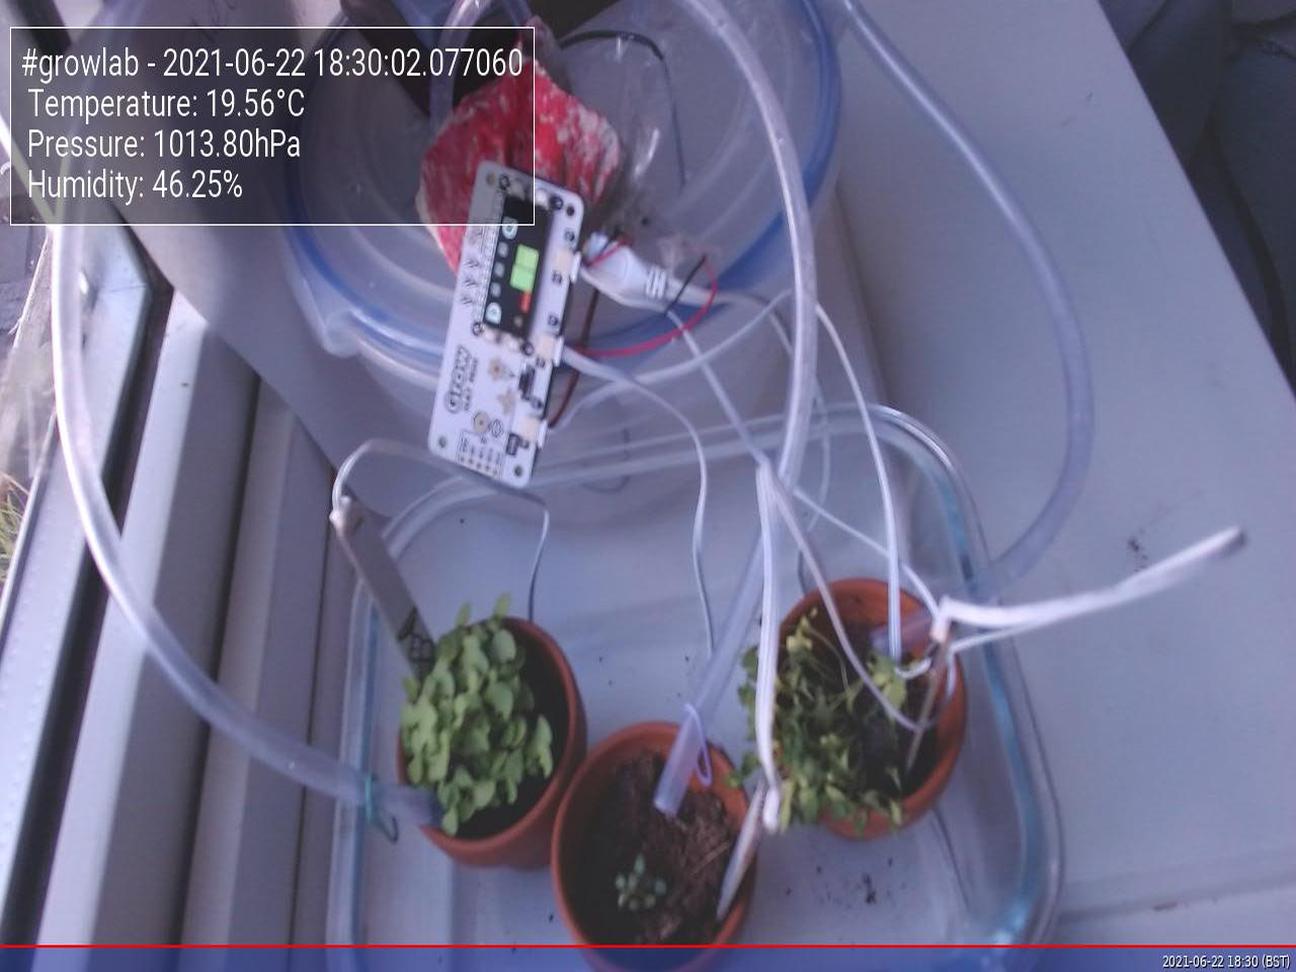 #growlab - 2021-06-22 18:30:02.077060
Temperature: 19.56°C
Pressure: 1013.80hPa
Humidity: 46.25%
GROW
2021-06-22 18:30 (BST)